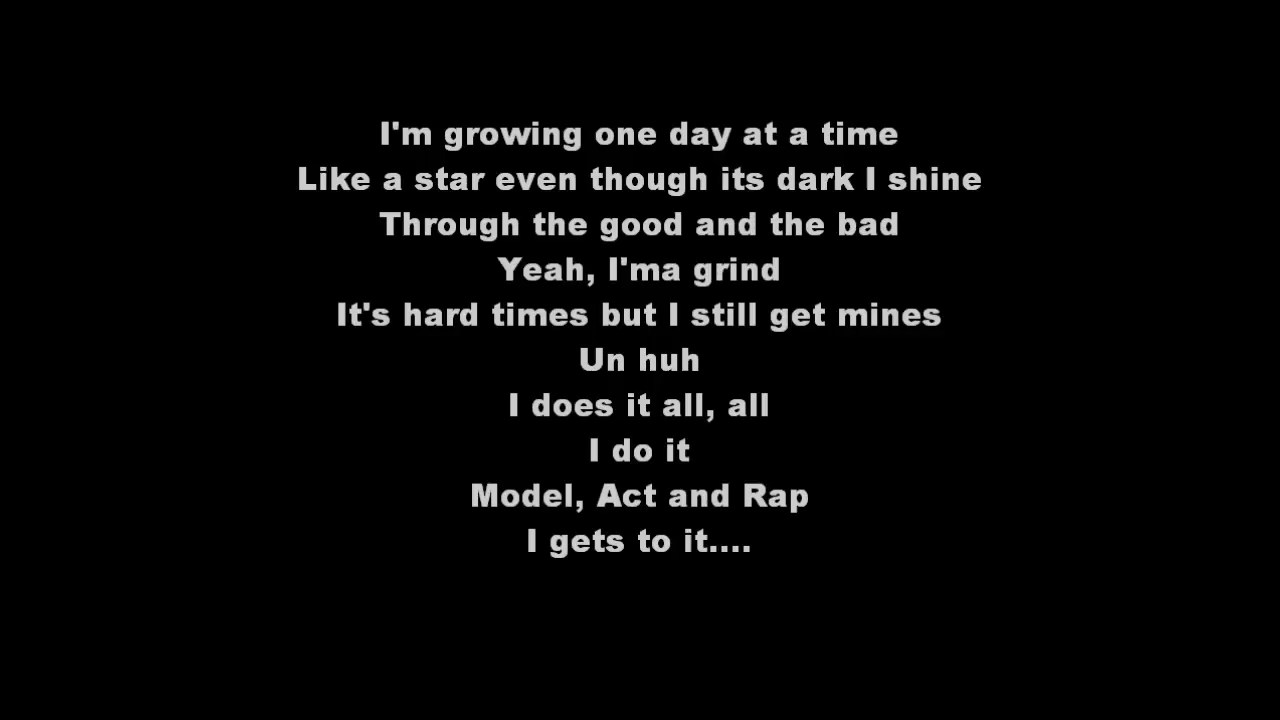 I'm growing one day at a time
Like a star even though its dark I shine
Through the good and the bad
Yeah, I'ma grind
It's hard times but I still get mines
Un huh
I does it all, all
I do it
Model, Act and Rap
I gets to it....